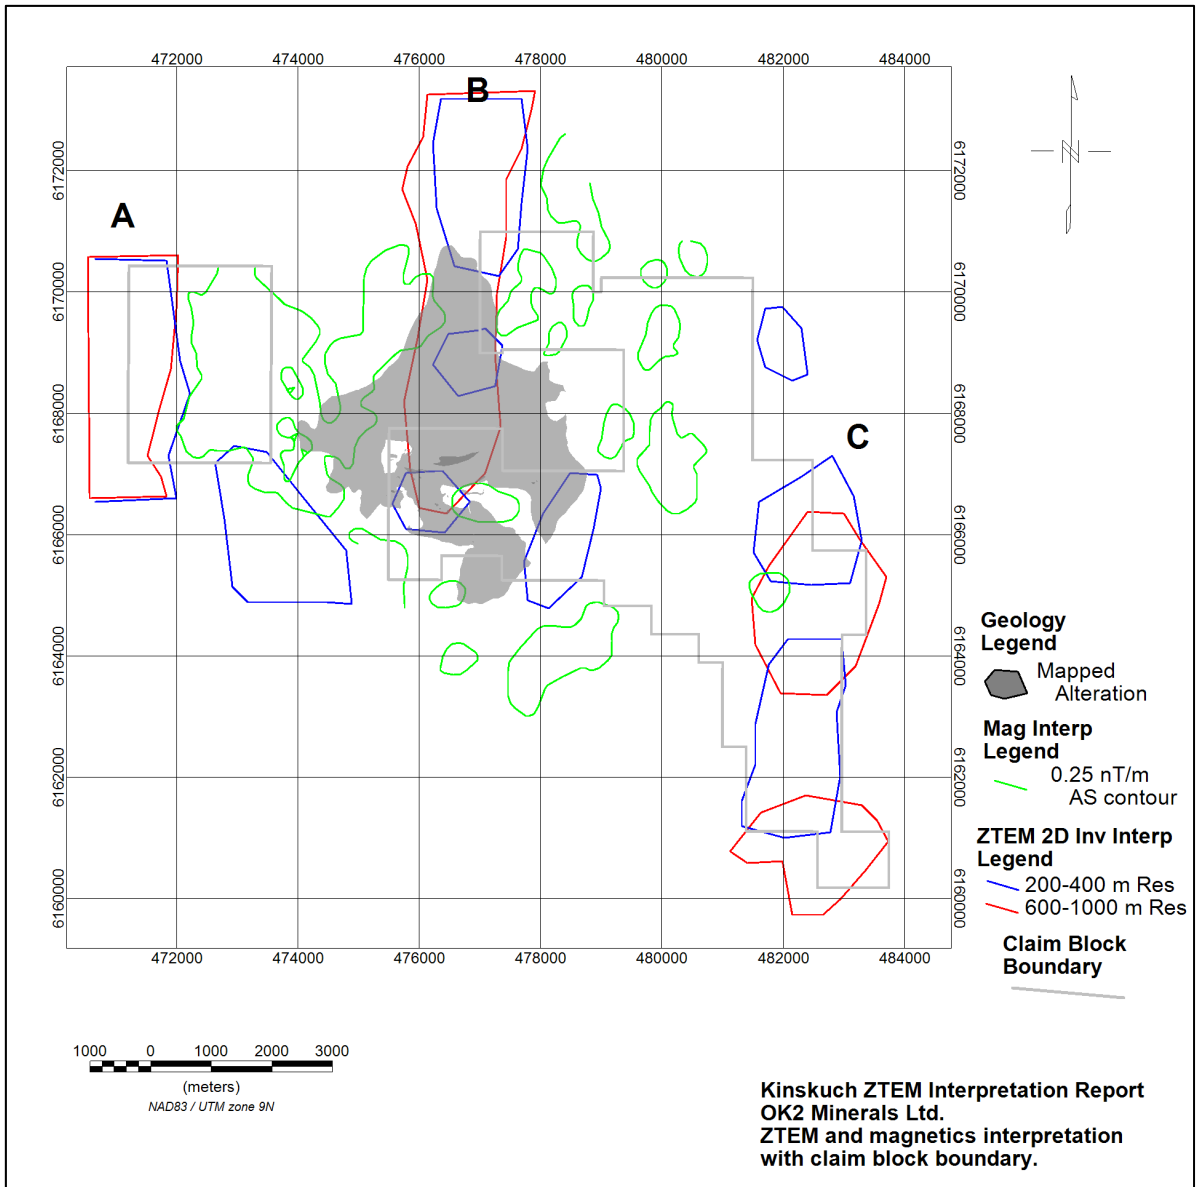 472000 474000 476000 478000 480000 482000 484000
B
A
C
N
6172000 6172000
6170000 6170000
6168000 6168000
6166000 6166000
6164000 6164000
6162000 6162000
6160000 6160000
472000 474000 476000 478000 480000 482000 484000
Geology
Legend
Mapped
Alteration
Mag Interp
Legend
0.25 nT/m
AS contour
ZTEM 2D Inv Interp
Legend
200-400 m Res
600-1000 m Res
Claim Block
Boundary
1000 0 1000 2000 3000
(meters)
NAD83 / UTM zone 9N
Kinskuch ZTEM Interpretation Report
OK2 Minerals Ltd.
ZTEM and magnetics interpretation
with claim block boundary.